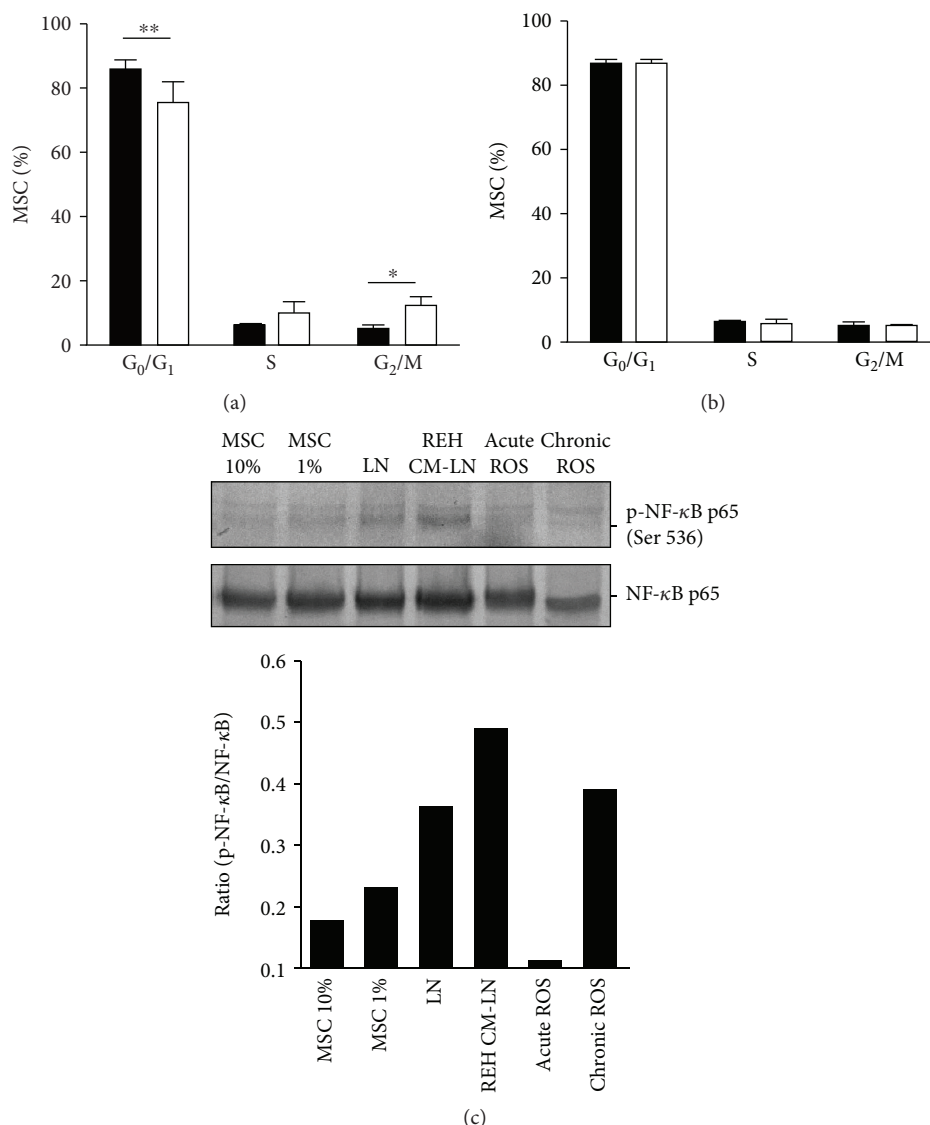 100
80
60
40
20
0
MSC (%)
**
*
G₀/G₁ S G₂/M
(a)
100
80
60
40
20
0
MSC (%)
G₀/G₁ S G₂/M
(b)
MSC MSC REH Acute Chronic
10% 1% LN CM-LN ROS ROS
p-NF-κB p65
(Ser 536)
NF-κB p65
0.6
0.5
0.4
0.3
0.2
0.1
Ratio (p-NF-κB/NF-κB)
MSC 10%
MSC 1%
LN
REH CM-LN
Acute ROS
Chronic ROS
(c)